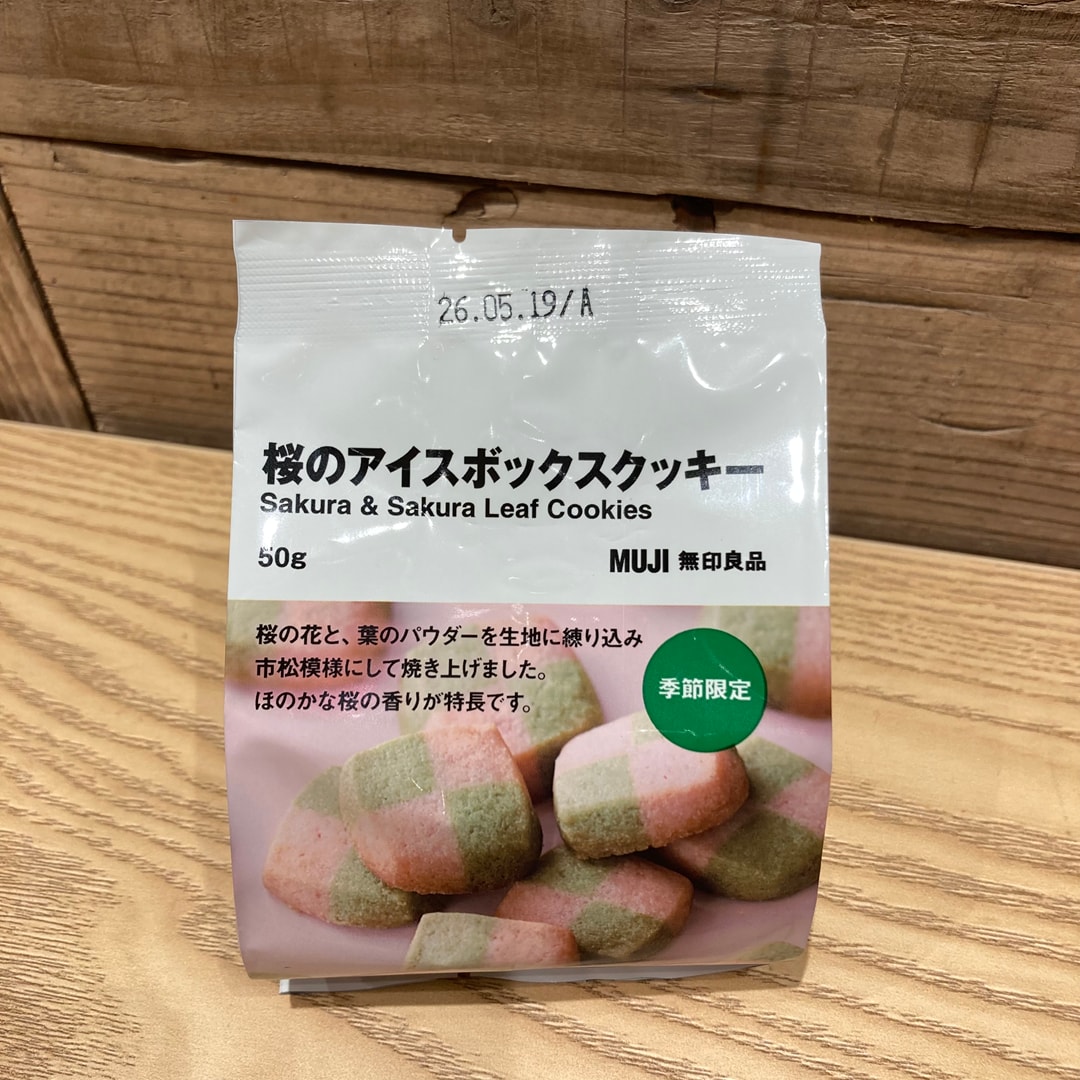 26.05.19/A
桜のアイスボックスクッキー
Sakura & Sakura Leaf Cookies
50g
MUJI 無印良品
桜の花と、葉のパウダーを生地に練り込み
市松模様にして焼き上げました。
ほのかな桜の香りが特長です。
季節限定